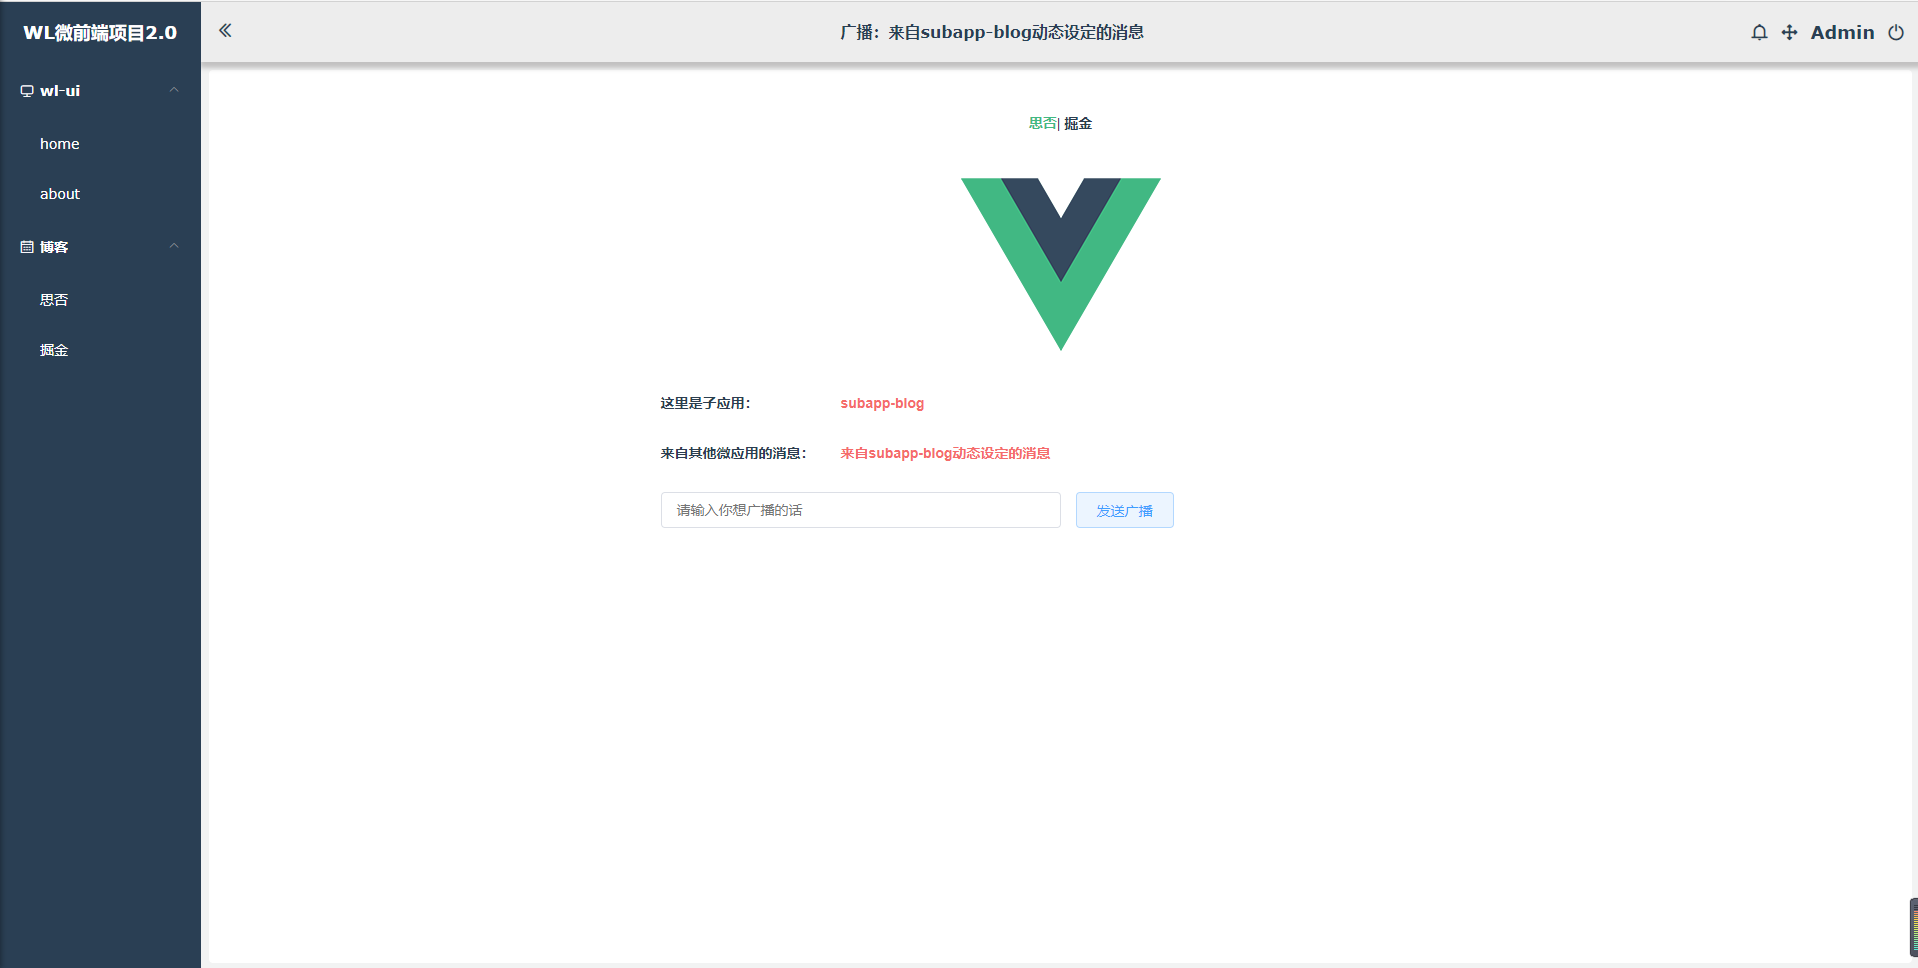 WL微前端项目2.0
wl-ui
home
about
博客
思否
掘金
广播：来自subapp-blog动态设定的消息
Admin
思否| 掘金
这里是子应用： subapp-blog
来自其他微应用的消息： 来自subapp-blog动态设定的消息
请输入你想广播的话 发送广播